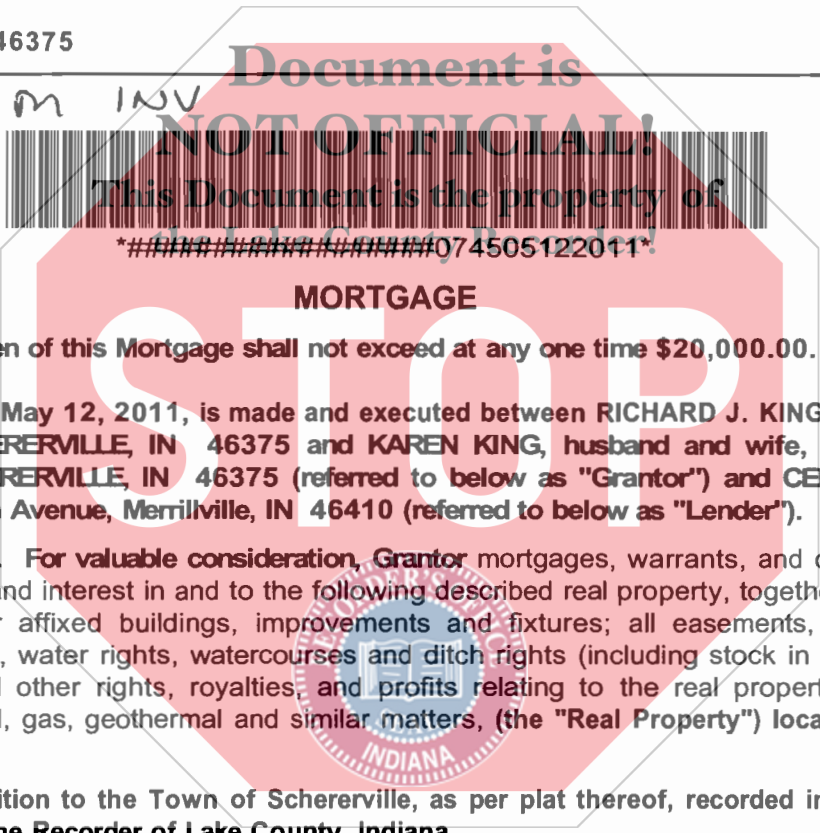 46375
Document is
m INV
NOT OFFICIAL!
This Document is the property of
the Lake County Recorder!
*##################074505122011*
MORTGAGE
en of this Mortgage shall not exceed at any one time $20,000.00.
May 12, 2011, is made and executed between RICHARD J. KING
ERERVILLE, IN 46375 and KAREN KING, husband and wife,
RERVILLE, IN 46375 (referred to below as "Grantor") and CE
Avenue, Merrillville, IN 46410 (referred to below as "Lender").
. For valuable consideration, Grantor mortgages, warrants, and c
and interest in and to the following described real property, togethe
r affixed buildings, improvements and fixtures; all easements,
, water rights, watercourses and ditch rights (including stock in
l other rights, royalties, and profits relating to the real propert
l, gas, geothermal and similar matters, (the "Real Property") loca
STOP
RECORDER'S OFFICE
SEAL
INDIANA
ition to the Town of Schererville, as per plat thereof, recorded in
he Recorder of Lake County, Indiana